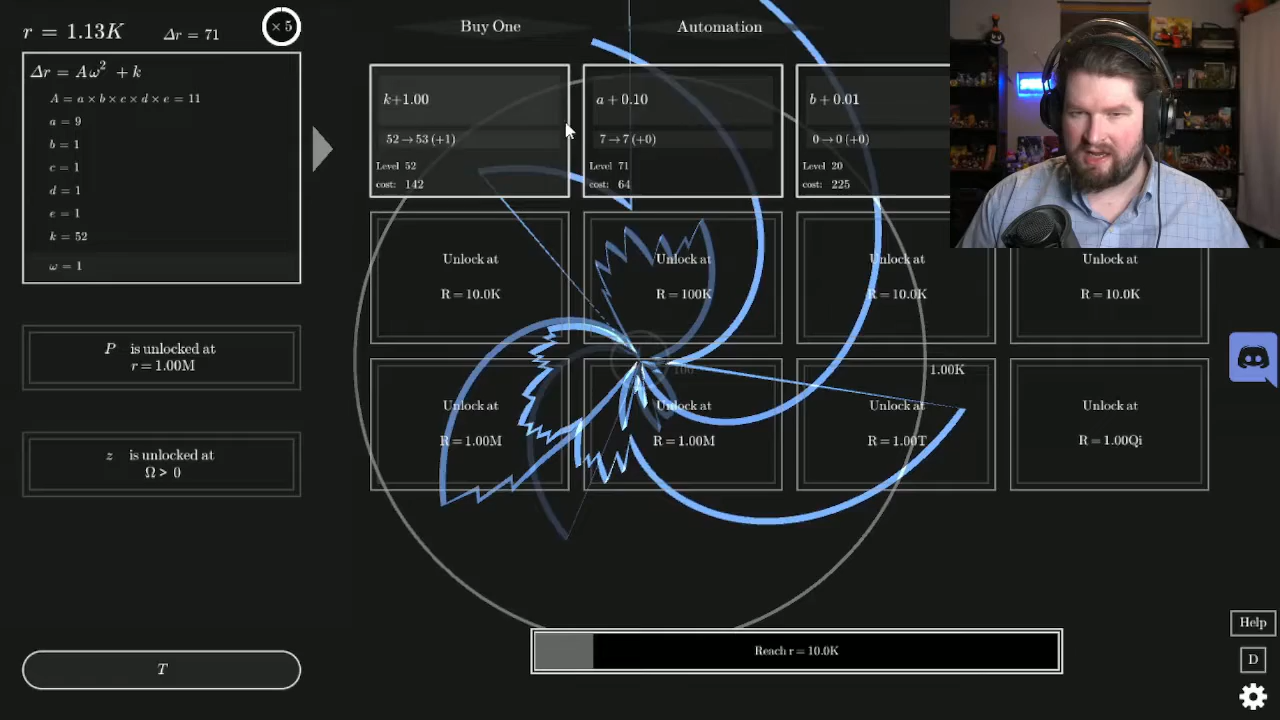 r = 1.13K
Δr = 71
× 5
Buy One
Automation
Δr = Aω² + k
A = a × b × c × d × e = 11
a = 9
b = 1
c = 1
d = 1
e = 1
k = 52
ω = 1
k+1.00
52→53 (+1)
Level 52
cost: 142
a + 0.10
7→7 (+0)
Level 71
cost: 64
b + 0.01
0→0 (+0)
Level 20
cost: 225
Unlock at
R = 10.0K
Unlock at
R = 100K
Unlock at
R = 10.0K
Unlock at
R = 10.0K
P is unlocked at
r = 1.00M
100
1.00K
Unlock at
R = 1.00M
Unlock at
R = 1.00M
Unlock at
R = 1.00T
Unlock at
R = 1.00Qi
z is unlocked at
Ω > 0
T
Reach r = 10.0K
Help
D